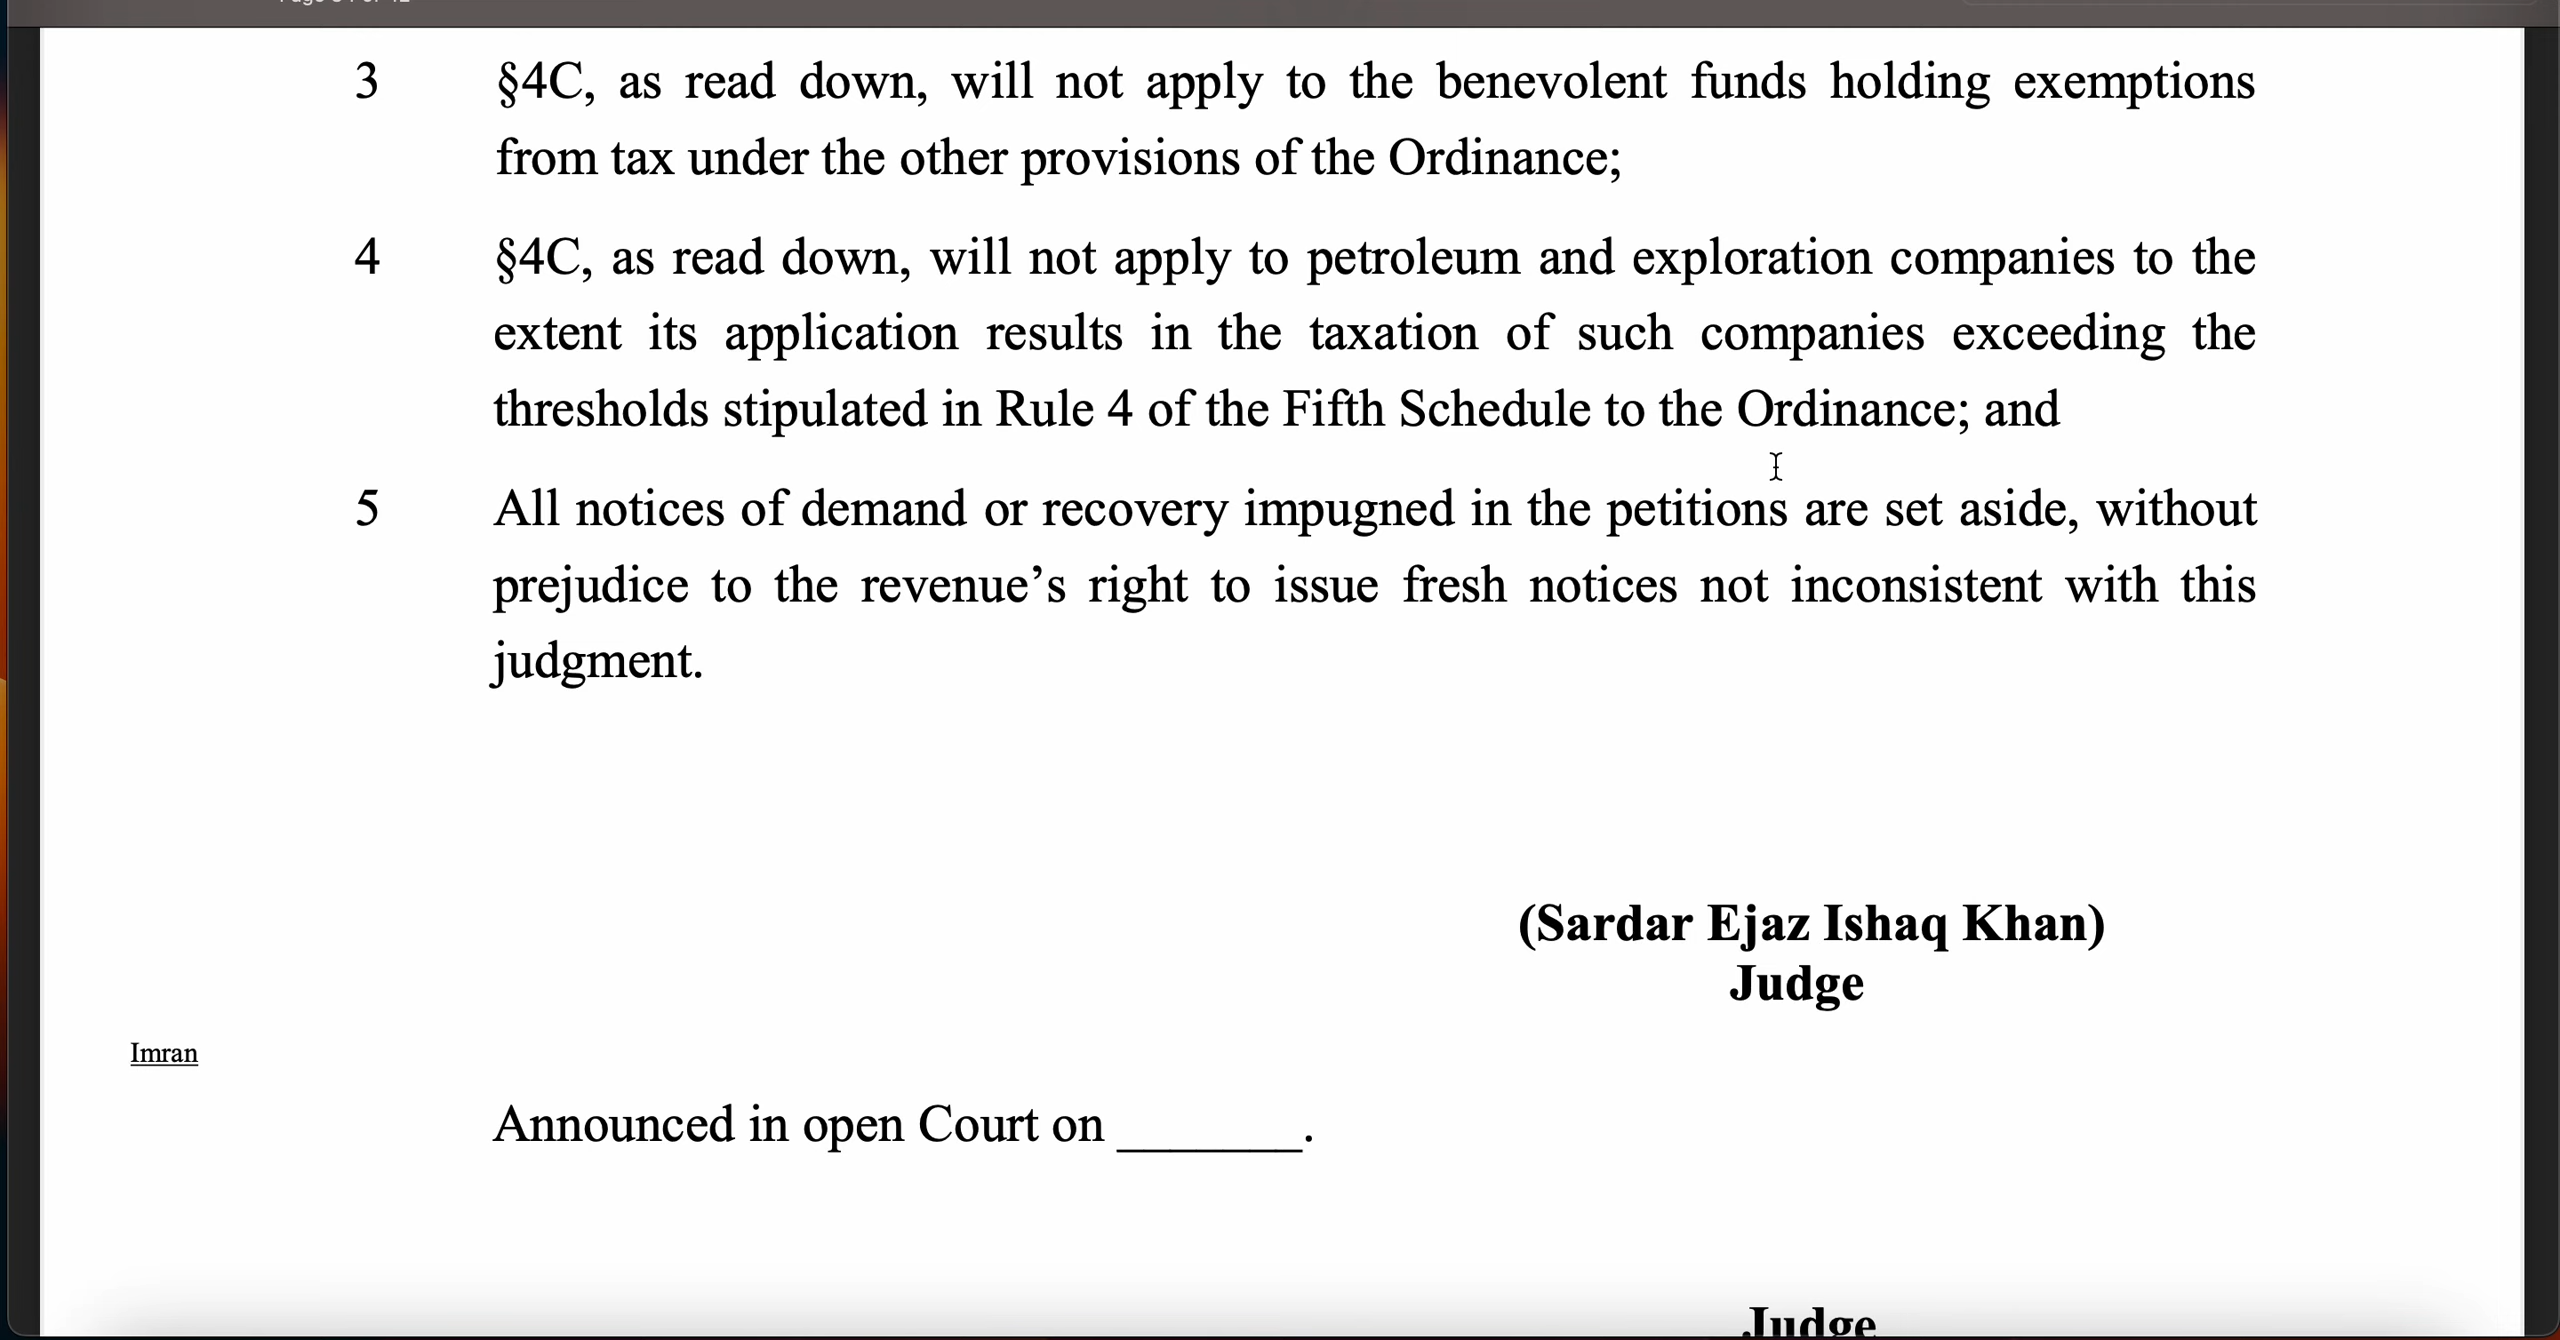 3 §4C, as read down, will not apply to the benevolent funds holding exemptions
from tax under the other provisions of the Ordinance;
4 §4C, as read down, will not apply to petroleum and exploration companies to the
extent its application results in the taxation of such companies exceeding the
thresholds stipulated in Rule 4 of the Fifth Schedule to the Ordinance; and
5 All notices of demand or recovery impugned in the petitions are set aside, without
prejudice to the revenue’s right to issue fresh notices not inconsistent with this
judgment.
(Sardar Ejaz Ishaq Khan)
Judge
Imran
Announced in open Court on _______.
Judge